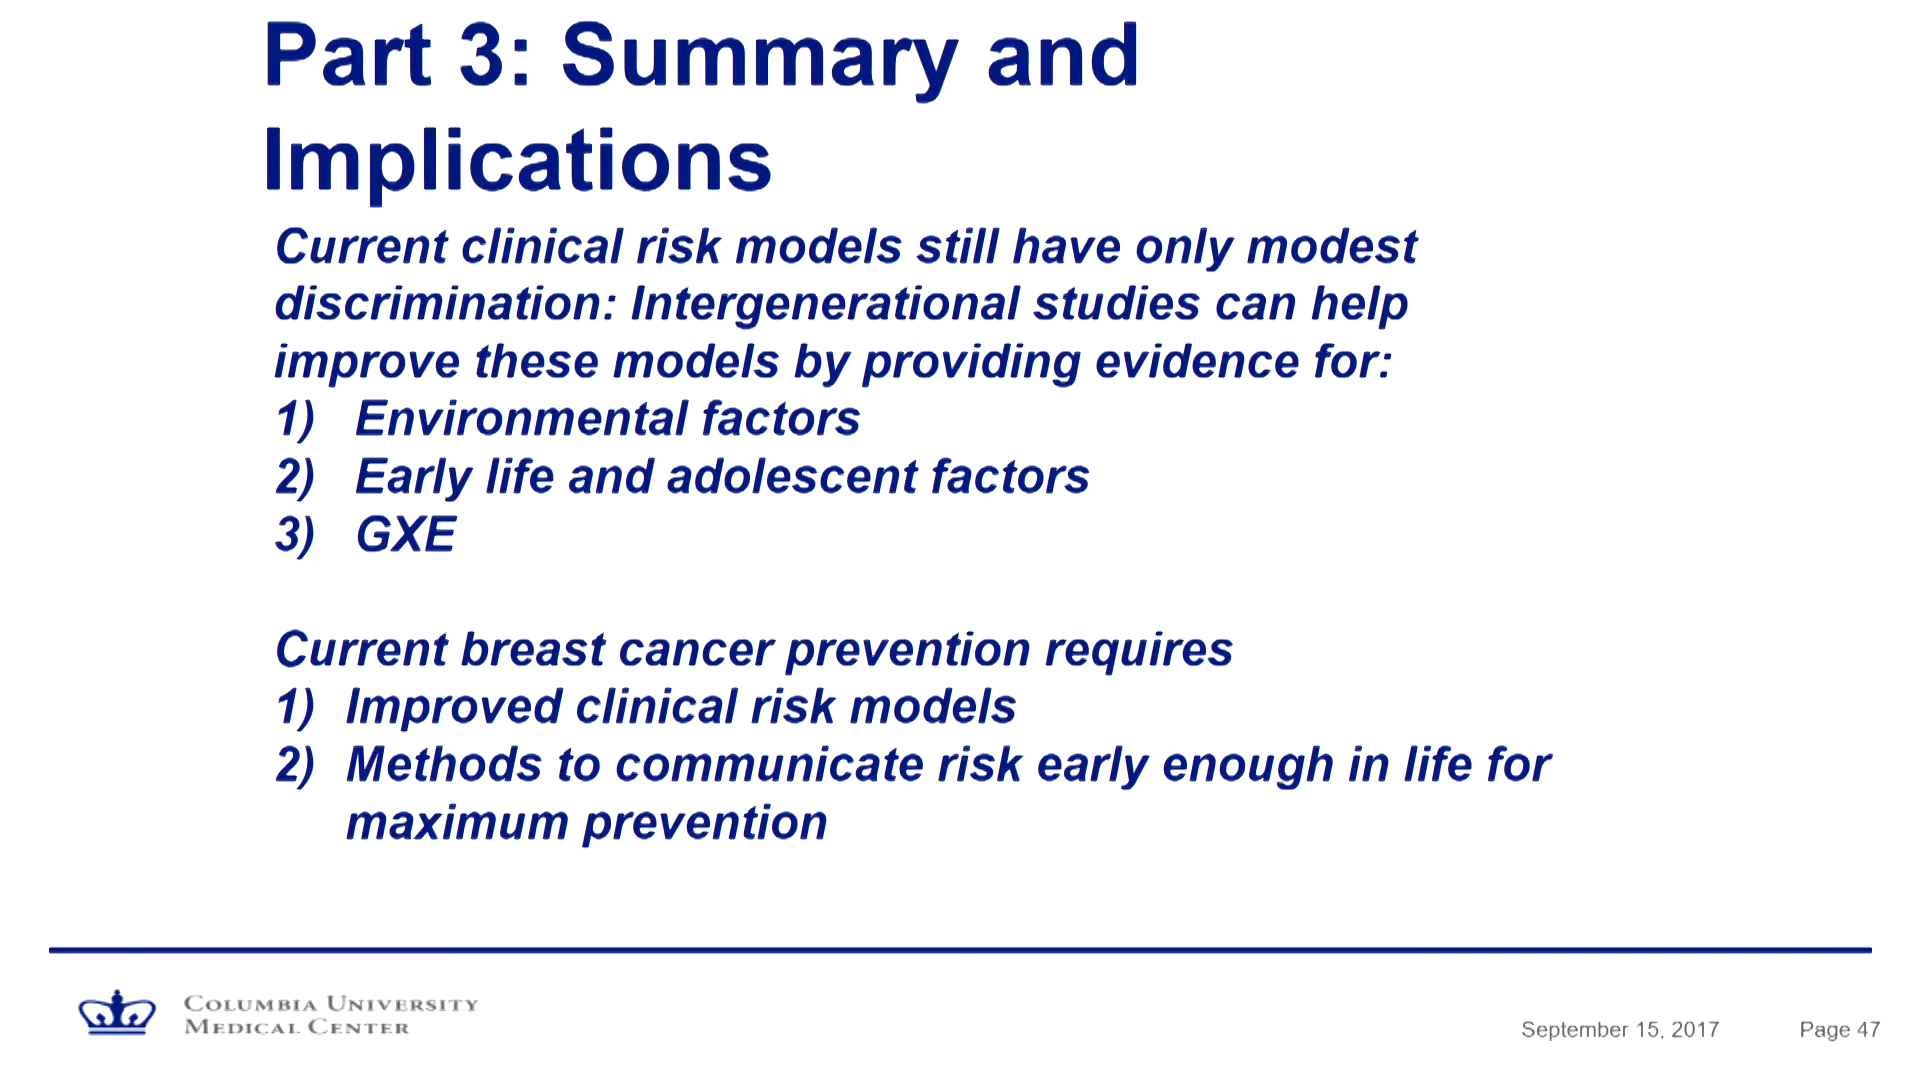 Part 3: Summary and
Implications
Current clinical risk models still have only modest
discrimination: Intergenerational studies can help
improve these models by providing evidence for:
1) Environmental factors
2) Early life and adolescent factors
3) GXE
Current breast cancer prevention requires
1) Improved clinical risk models
2) Methods to communicate risk early enough in life for
maximum prevention
COLUMBIA UNIVERSITY
MEDICAL CENTER
September 15, 2017 Page 47